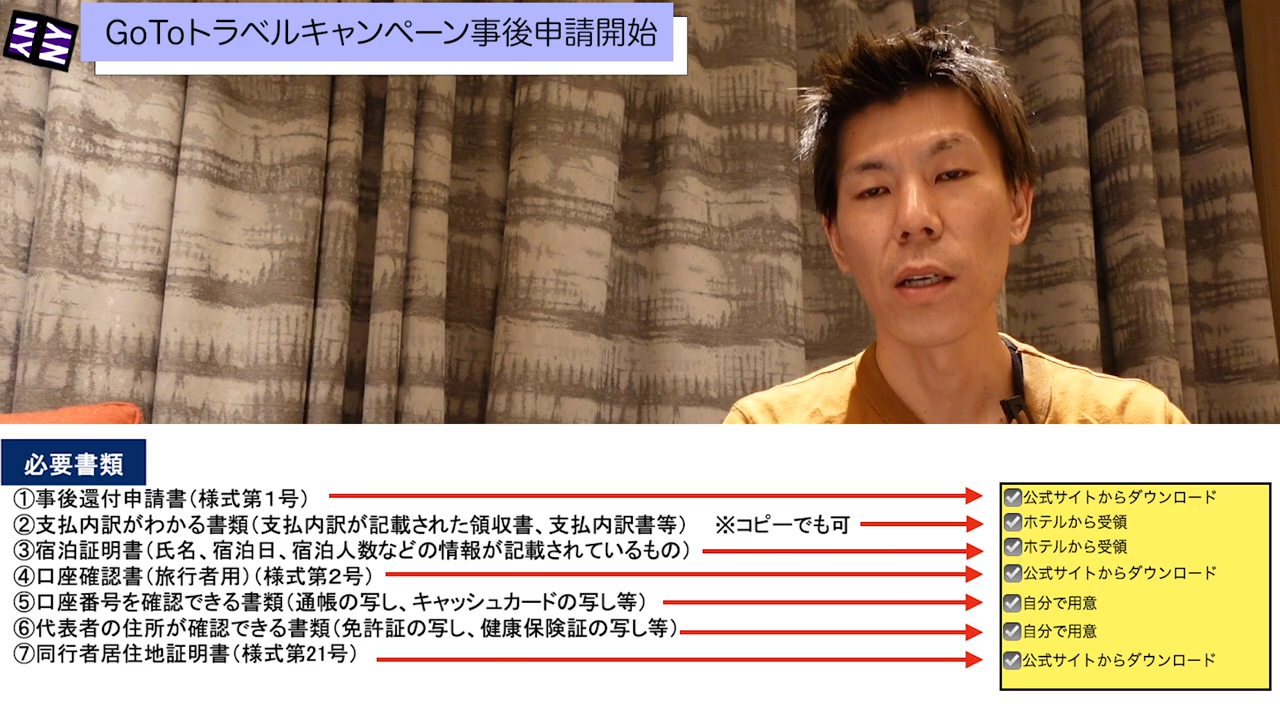 NY
NY
GoToトラベルキャンペーン事後申請開始
必要書類
①事後還付申請書(様式第1号)
公式サイトからダウンロード
②支払内訳がわかる書類(支払内訳が記載された領収書、支払内訳書等) ※コピーでも可
ホテルから受領
③宿泊証明書(氏名、宿泊日、宿泊人数などの情報が記載されているもの)
ホテルから受領
④口座確認書(旅行者用)(様式第2号)
公式サイトからダウンロード
⑤口座番号を確認できる書類(通帳の写し、キャッシュカードの写し等)
自分で用意
⑥代表者の住所が確認できる書類(免許証の写し、健康保険証の写し等)
自分で用意
⑦同行者居住地証明書(様式第21号)
公式サイトからダウンロード